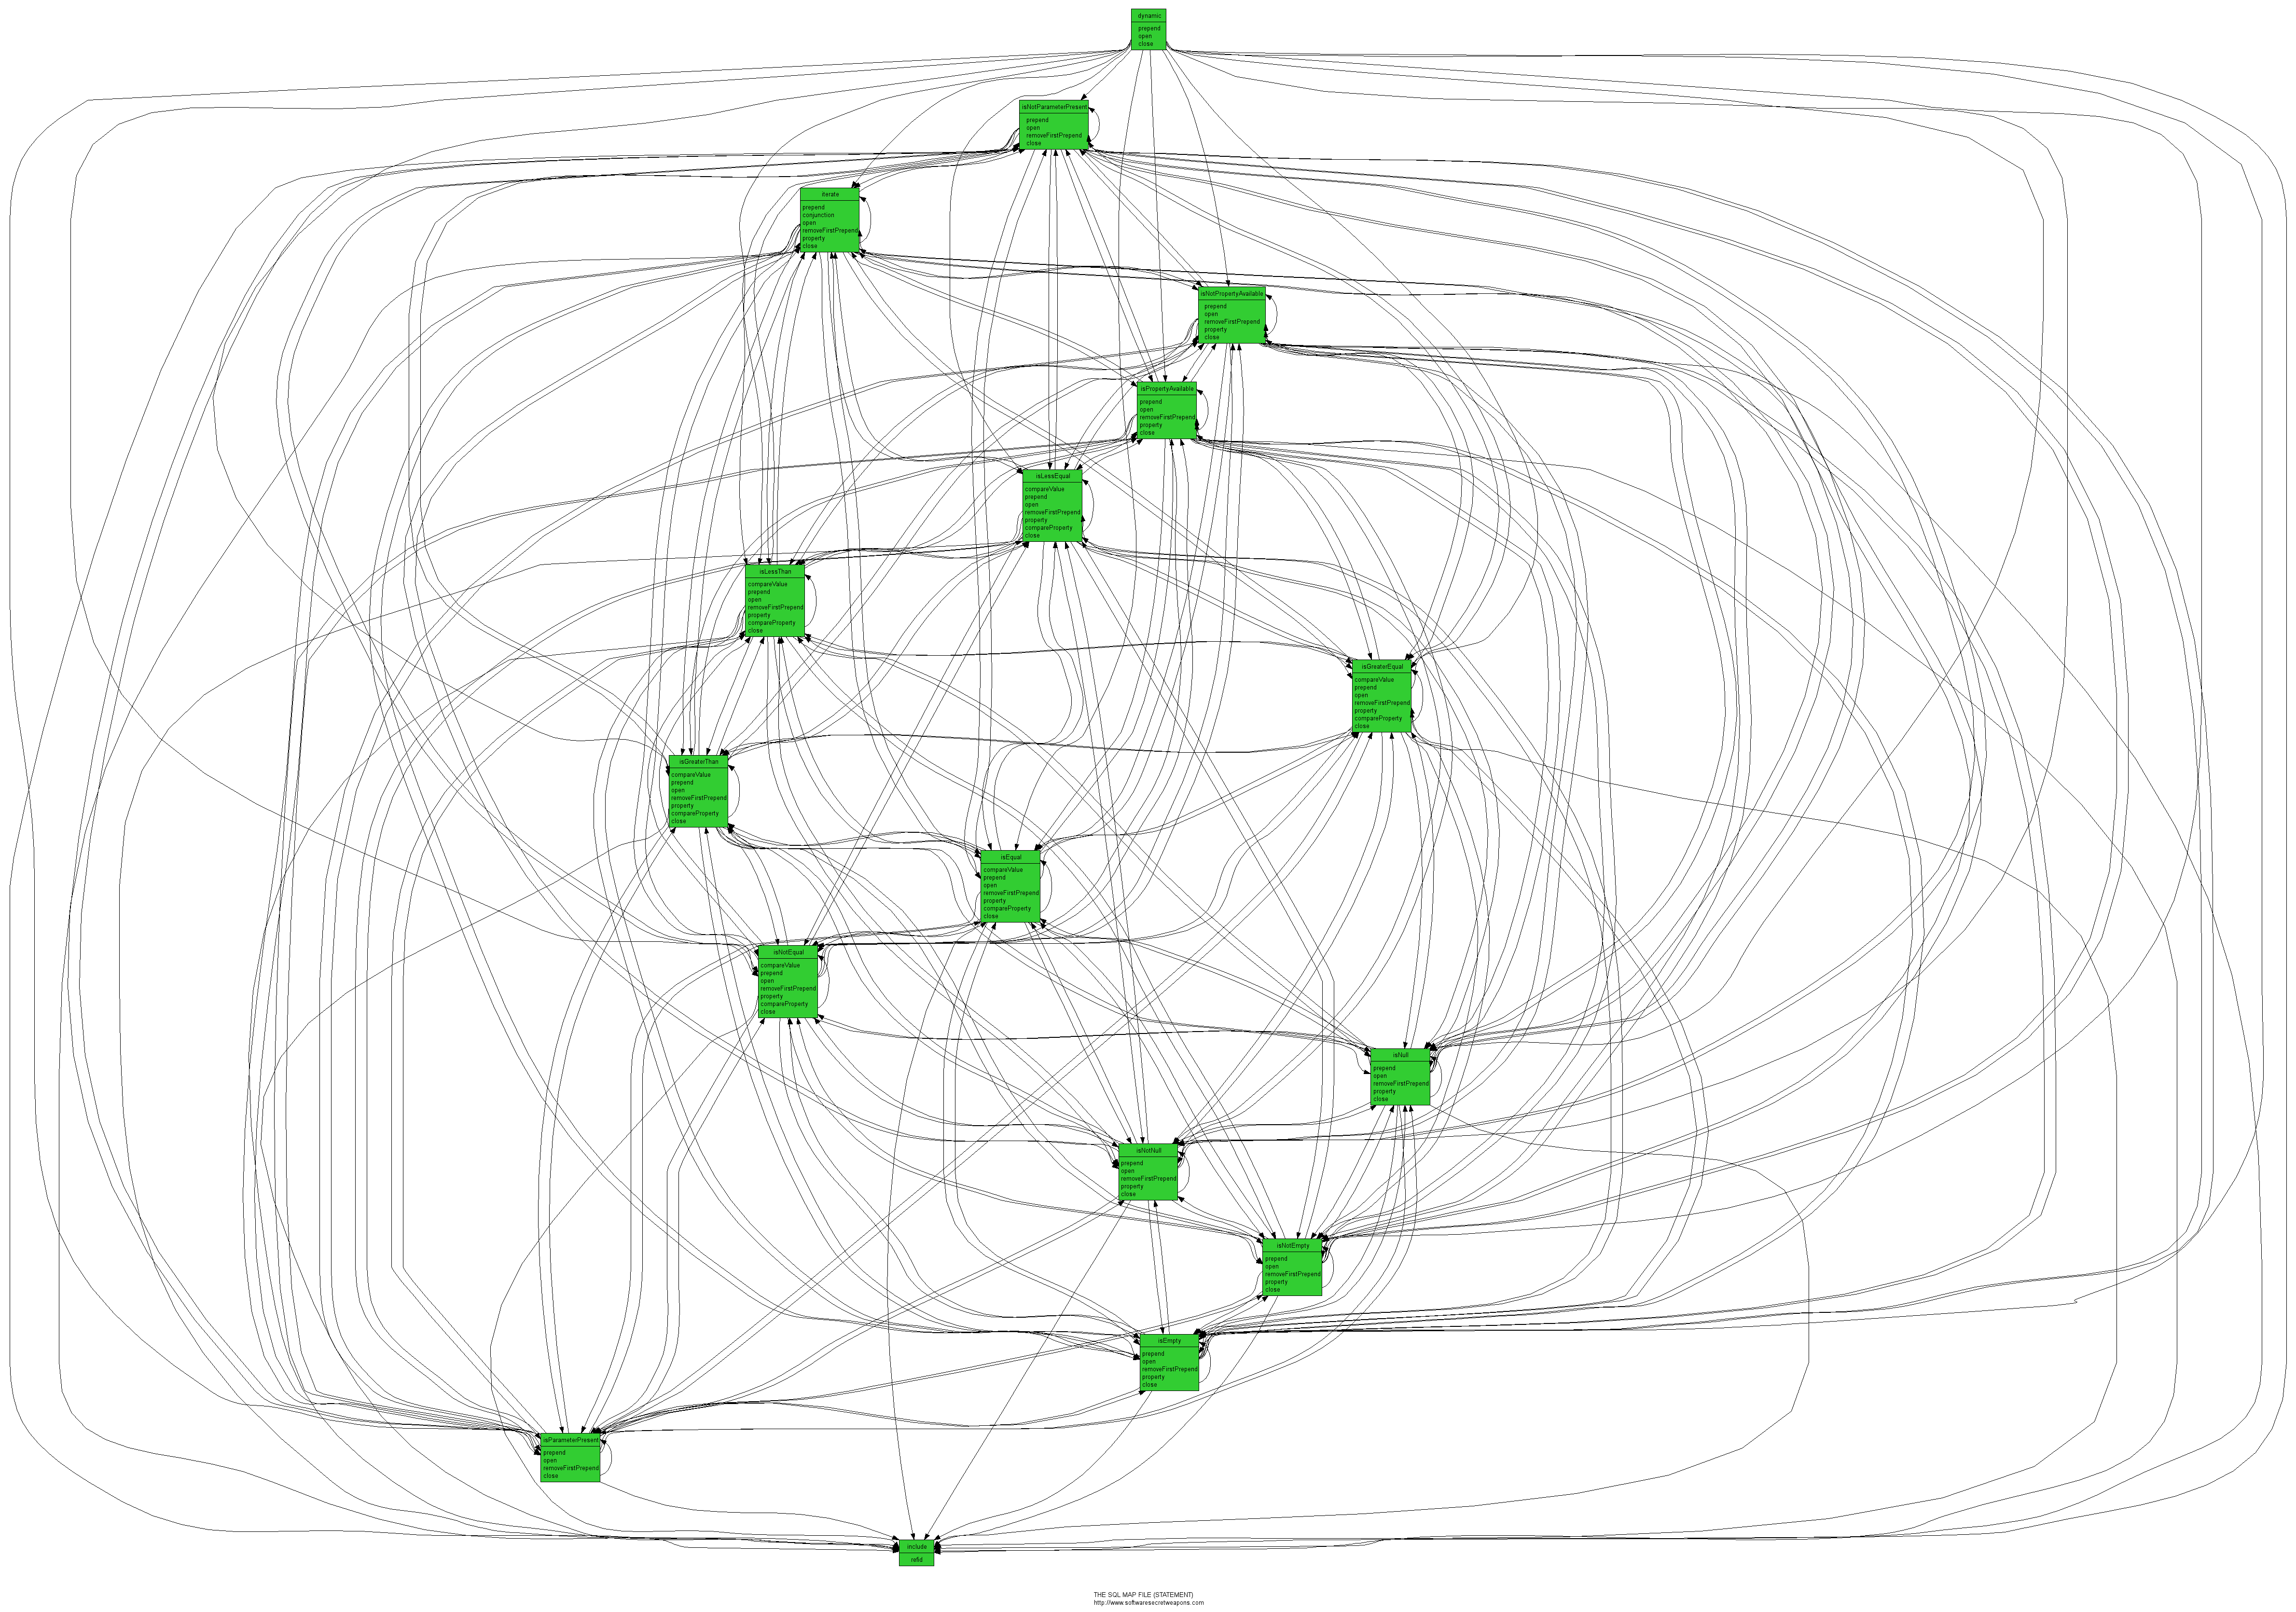 dynamic
prepend
open
close
isNotParameterPresent
prepend
open
removeFirstPrepend
close
iterate
prepend
conjunction
open
removeFirstPrepend
property
close
isNotPropertyAvailable
prepend
open
removeFirstPrepend
property
close
isPropertyAvailable
prepend
open
removeFirstPrepend
property
close
isLessEqual
compareValue
prepend
open
removeFirstPrepend
property
compareProperty
close
isLessThan
compareValue
prepend
open
removeFirstPrepend
property
compareProperty
close
isGreaterEqual
compareValue
prepend
open
removeFirstPrepend
property
compareProperty
close
isGreaterThan
compareValue
prepend
open
removeFirstPrepend
property
compareProperty
close
isEqual
compareValue
prepend
open
removeFirstPrepend
property
compareProperty
close
isNotEqual
compareValue
prepend
open
removeFirstPrepend
property
compareProperty
close
isNull
prepend
open
removeFirstPrepend
property
close
isNotNull
prepend
open
removeFirstPrepend
property
close
isNotEmpty
prepend
open
removeFirstPrepend
property
close
isEmpty
prepend
open
removeFirstPrepend
property
close
isParameterPresent
prepend
open
removeFirstPrepend
close
include
refid
THE SQL MAP FILE (STATEMENT)
http://www.softwaresecretweapons.com